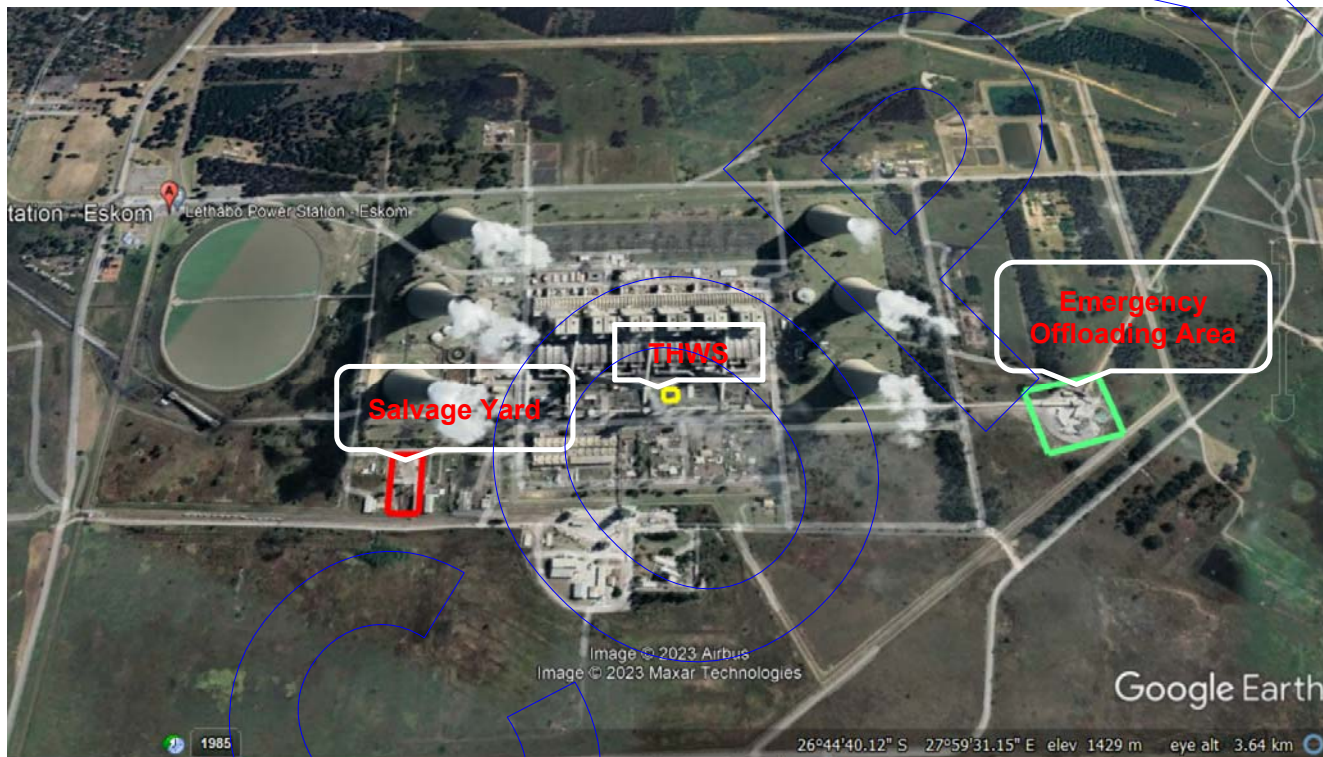 tation - Eskom
A
Lethabo Power Station - Eskom
Emergency
Offloading Area
THWS
Salvage Yard
Image © 2023 Airbus
Image © 2023 Maxar Technologies
Google Earth
1985
26°44'40.12" S 27°59'31.15" E elev 1429 m eye alt 3.64 km